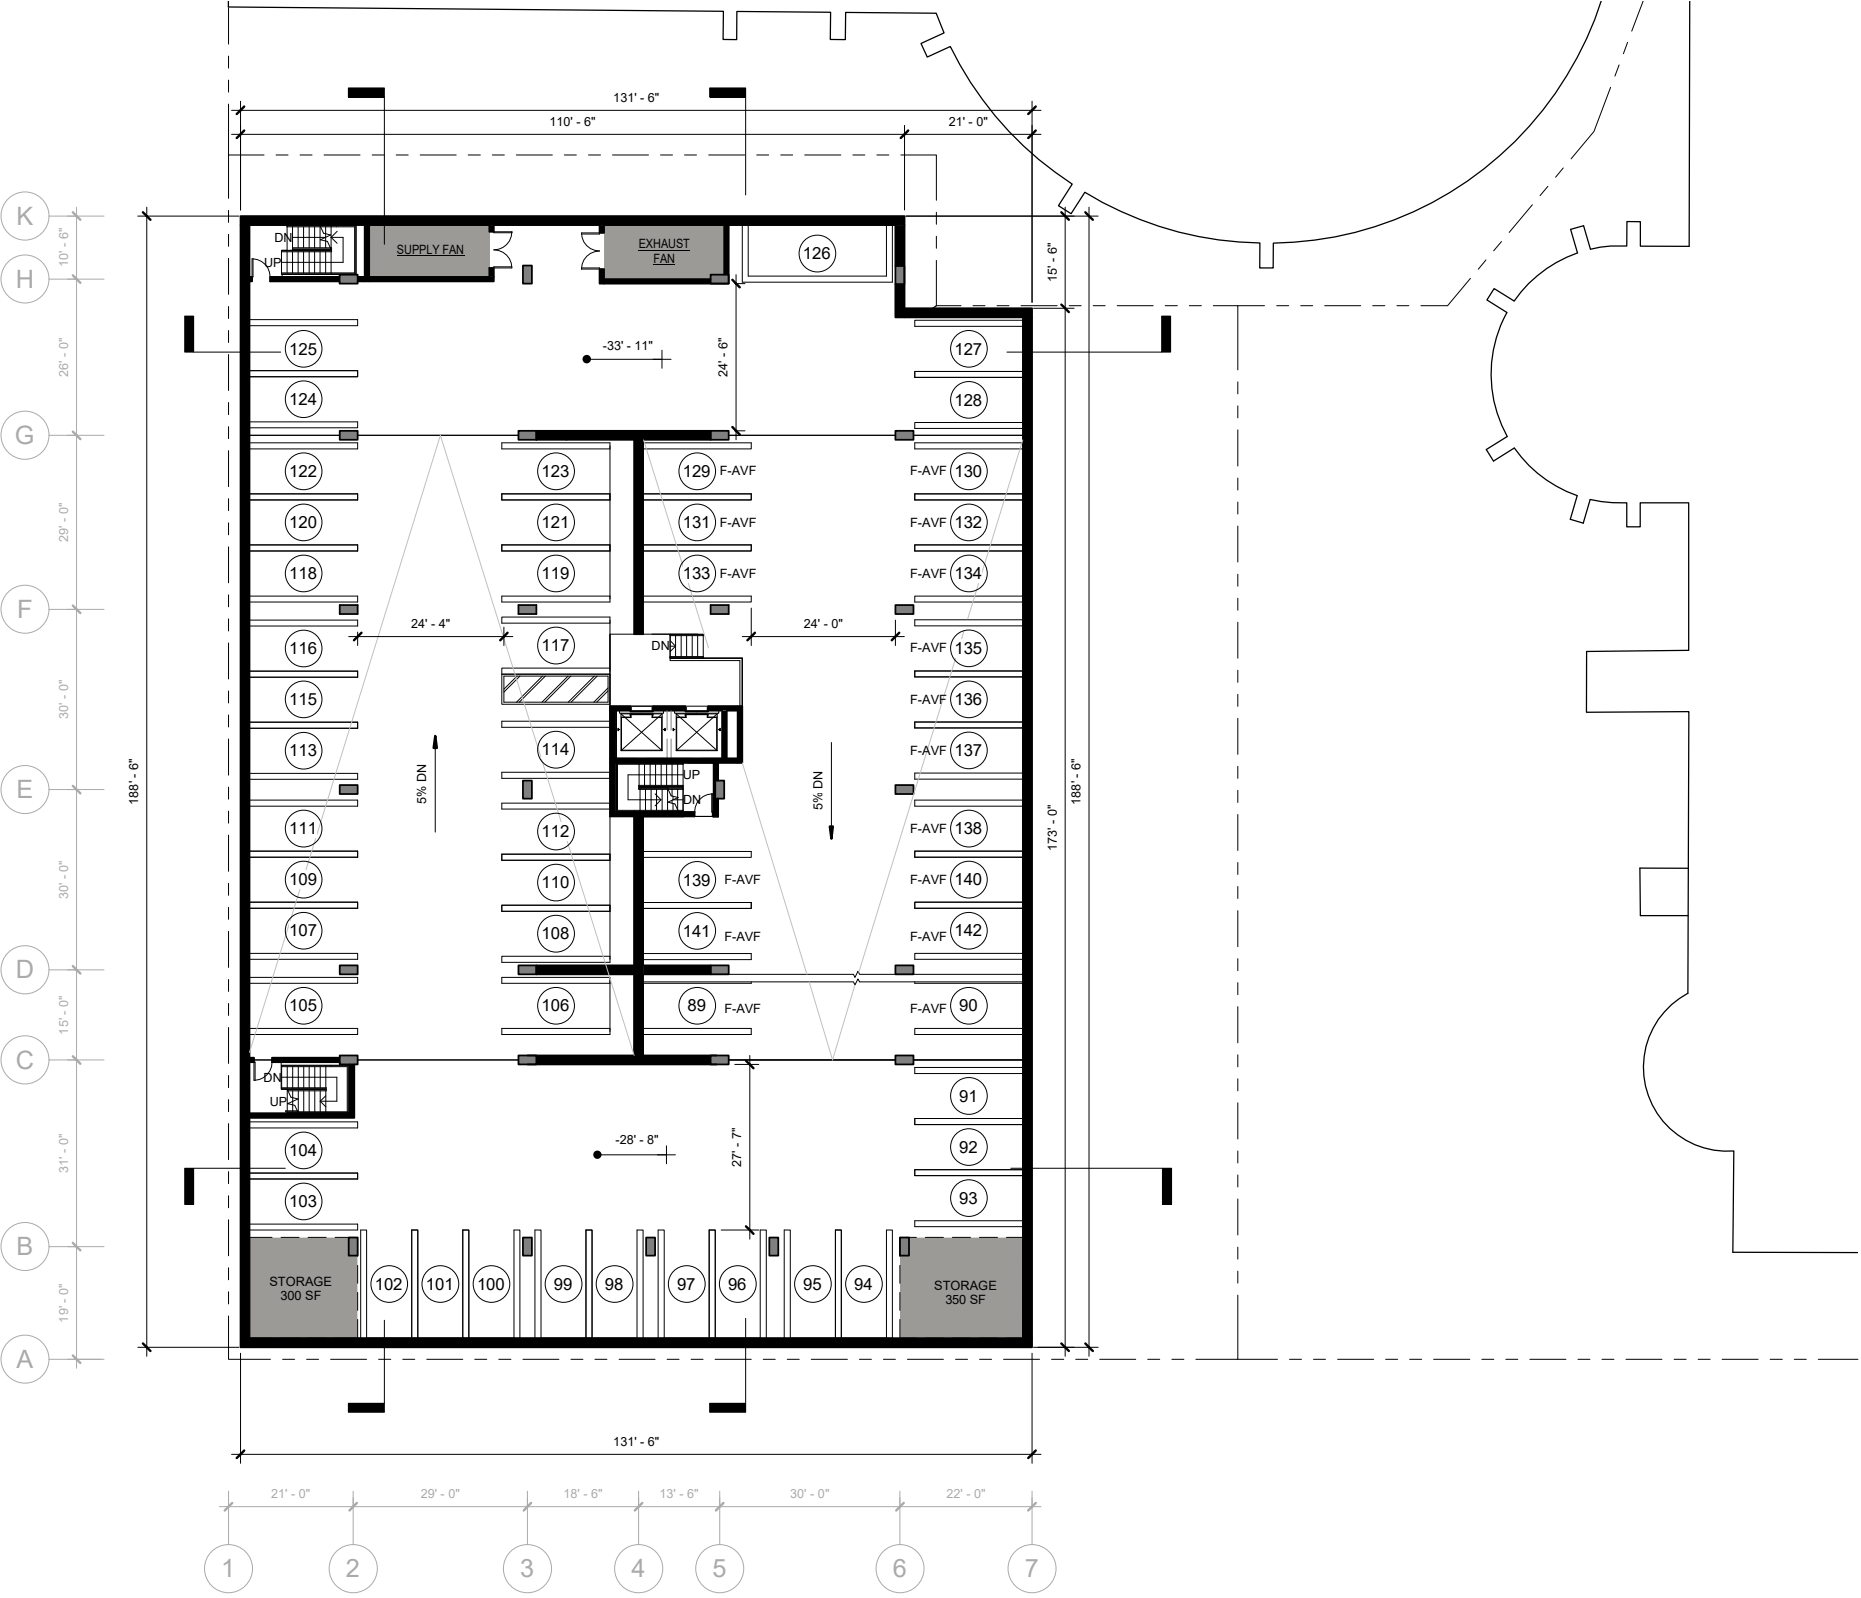 131' - 6"
110' - 6"
21' - 0"
K
10' - 6"
DN
UP
SUPPLY FAN
EXHAUST
FAN
126
15' - 6"
H
26' - 0"
125
-33' - 11"
24' - 6"
127
124
128
G
122
123
129 F-AVF
F-AVF 130
29' - 0"
120
121
131 F-AVF
F-AVF 132
118
119
133 F-AVF
F-AVF 134
F
24' - 4"
24' - 0"
116
117
DN
F-AVF 135
30' - 0"
115
F-AVF 136
113
114
F-AVF 137
188' - 6"
5% DN
UP
DN
5% DN
188' - 6"
E
173' - 0"
111
112
F-AVF 138
30' - 0"
109
110
139 F-AVF
F-AVF 140
107
108
141 F-AVF
F-AVF 142
D
15' - 0"
105
106
89 F-AVF
F-AVF 90
C
DN
UP
91
31' - 0"
104
-28' - 8"
27' - 7"
92
103
93
B
19' - 0"
STORAGE
300 SF
102
101
100
99
98
97
96
95
94
STORAGE
350 SF
A
131' - 6"
21' - 0"
29' - 0"
18' - 6"
13' - 6"
30' - 0"
22' - 0"
1
2
3
4
5
6
7